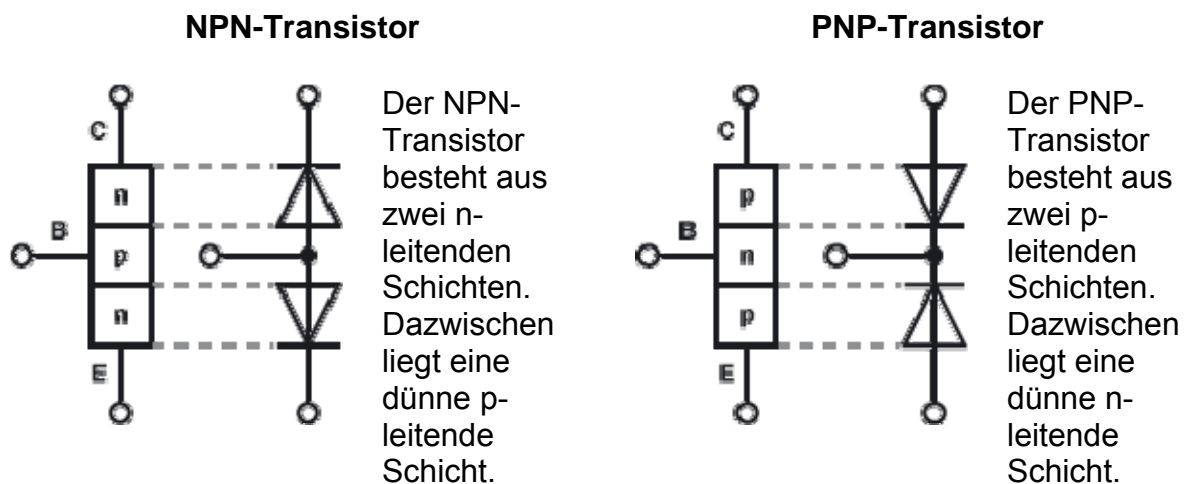 NPN-Transistor
C
n
B
p
n
E
Der NPN-
Transistor
besteht aus
zwei n-
leitenden
Schichten.
Dazwischen
liegt eine
dünne p-
leitende
Schicht.
PNP-Transistor
C
p
B
n
p
E
Der PNP-
Transistor
besteht aus
zwei p-
leitenden
Schichten.
Dazwischen
liegt eine
dünne n-
leitende
Schicht.